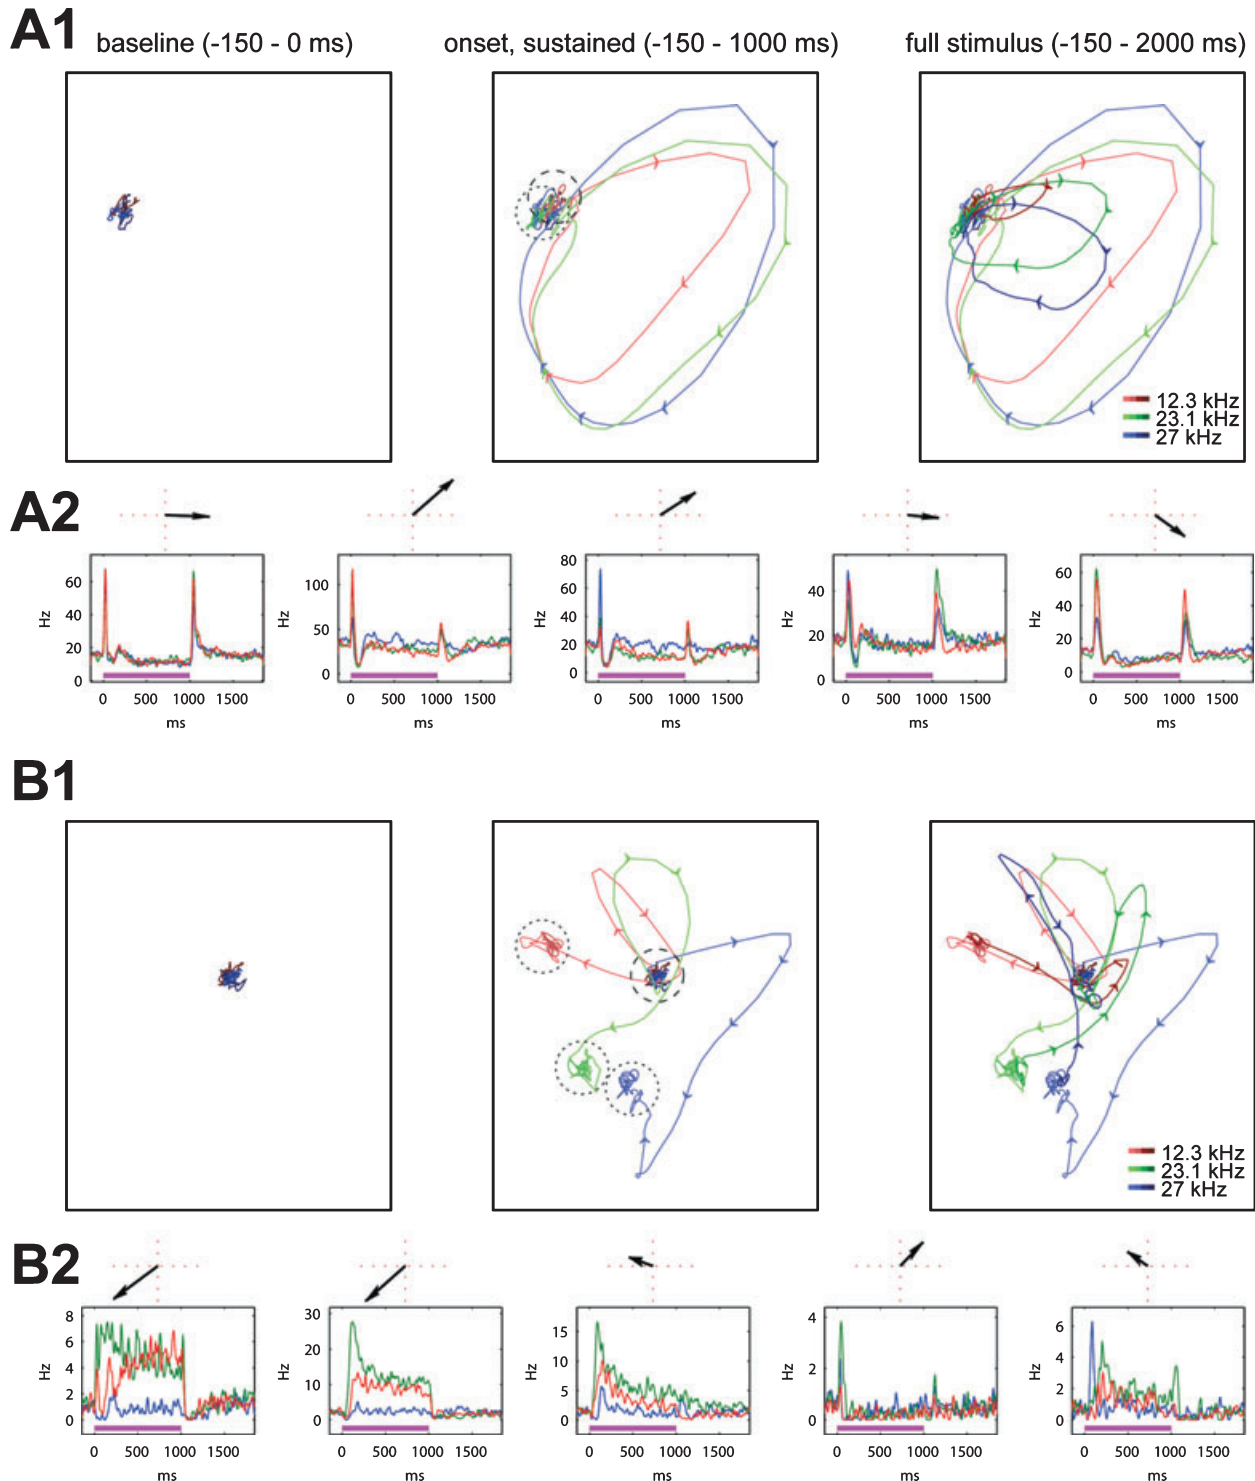 A1
baseline (-150 - 0 ms)
onset, sustained (-150 - 1000 ms)
full stimulus (-150 - 2000 ms)
12.3 kHz
23.1 kHz
27 kHz
A2
Hz
60
40
20
0
0 500 1000 1500
ms
Hz
100
50
0
0 500 1000 1500
ms
Hz
80
60
40
20
0
0 500 1000 1500
ms
Hz
40
20
0
0 500 1000 1500
ms
Hz
60
40
20
0
0 500 1000 1500
ms
B1
12.3 kHz
23.1 kHz
27 kHz
B2
Hz
8
6
4
2
0
0 500 1000 1500
ms
Hz
30
20
10
0
0 500 1000 1500
ms
Hz
15
10
5
0
0 500 1000 1500
ms
Hz
4
2
0
0 500 1000 1500
ms
Hz
6
4
2
0
0 500 1000 1500
ms